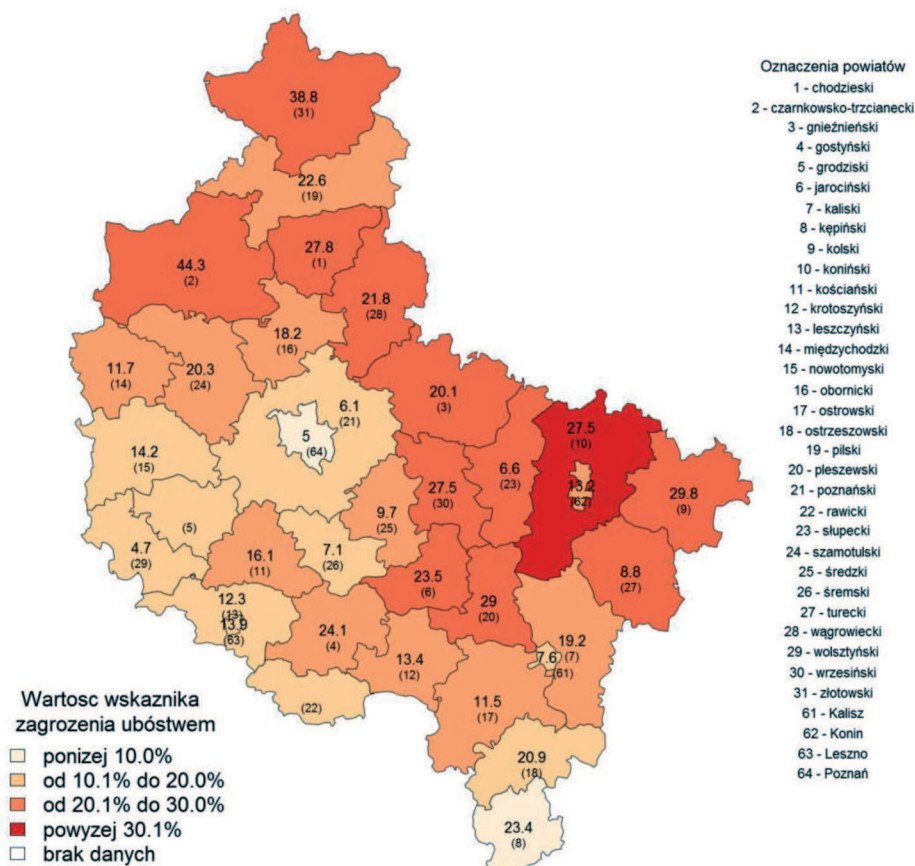 38.8
(31)
22.6
(19)
27.8
(1)
44.3
(2)
21.8
(28)
18.2
(16)
11.7
(14)
20.3
(24)
20.1
(3)
6.1
(21)
5
(64)
27.5
(10)
14.2
(15)
6.6
(23)
13.2
(62)
29.8
(9)
27.5
(30)
9.7
(25)
(5)
4.7
(29)
16.1
(11)
7.1
(26)
23.5
(6)
8.8
(27)
12.3
(13)
13.9
(63)
29
(20)
24.1
(4)
19.2
(7)
7.6
(61)
13.4
(12)
11.5
(17)
(22)
20.9
(18)
23.4
(8)
Oznaczenia powiatów
1 - chodzieski
2 - czarnkowsko-trzcianecki
3 - gnieźnieński
4 - gostyński
5 - grodziski
6 - jarociński
7 - kaliski
8 - kępiński
9 - kolski
10 - koniński
11 - kościański
12 - krotoszyński
13 - leszczyński
14 - międzychodzki
15 - nowotomyski
16 - obornicki
17 - ostrowski
18 - ostrzeszowski
19 - pilski
20 - pleszewski
21 - poznański
22 - rawicki
23 - słupecki
24 - szamotulski
25 - średzki
26 - śremski
27 - turecki
28 - wągrowiecki
29 - wolsztyński
30 - wrzesiński
31 - złotowski
61 - Kalisz
62 - Konin
63 - Leszno
64 - Poznań
Wartosc wskaznika
zagrozenia ubóstwem
ponizej 10.0%
od 10.1% do 20.0%
od 20.1% do 30.0%
powyzej 30.1%
brak danych